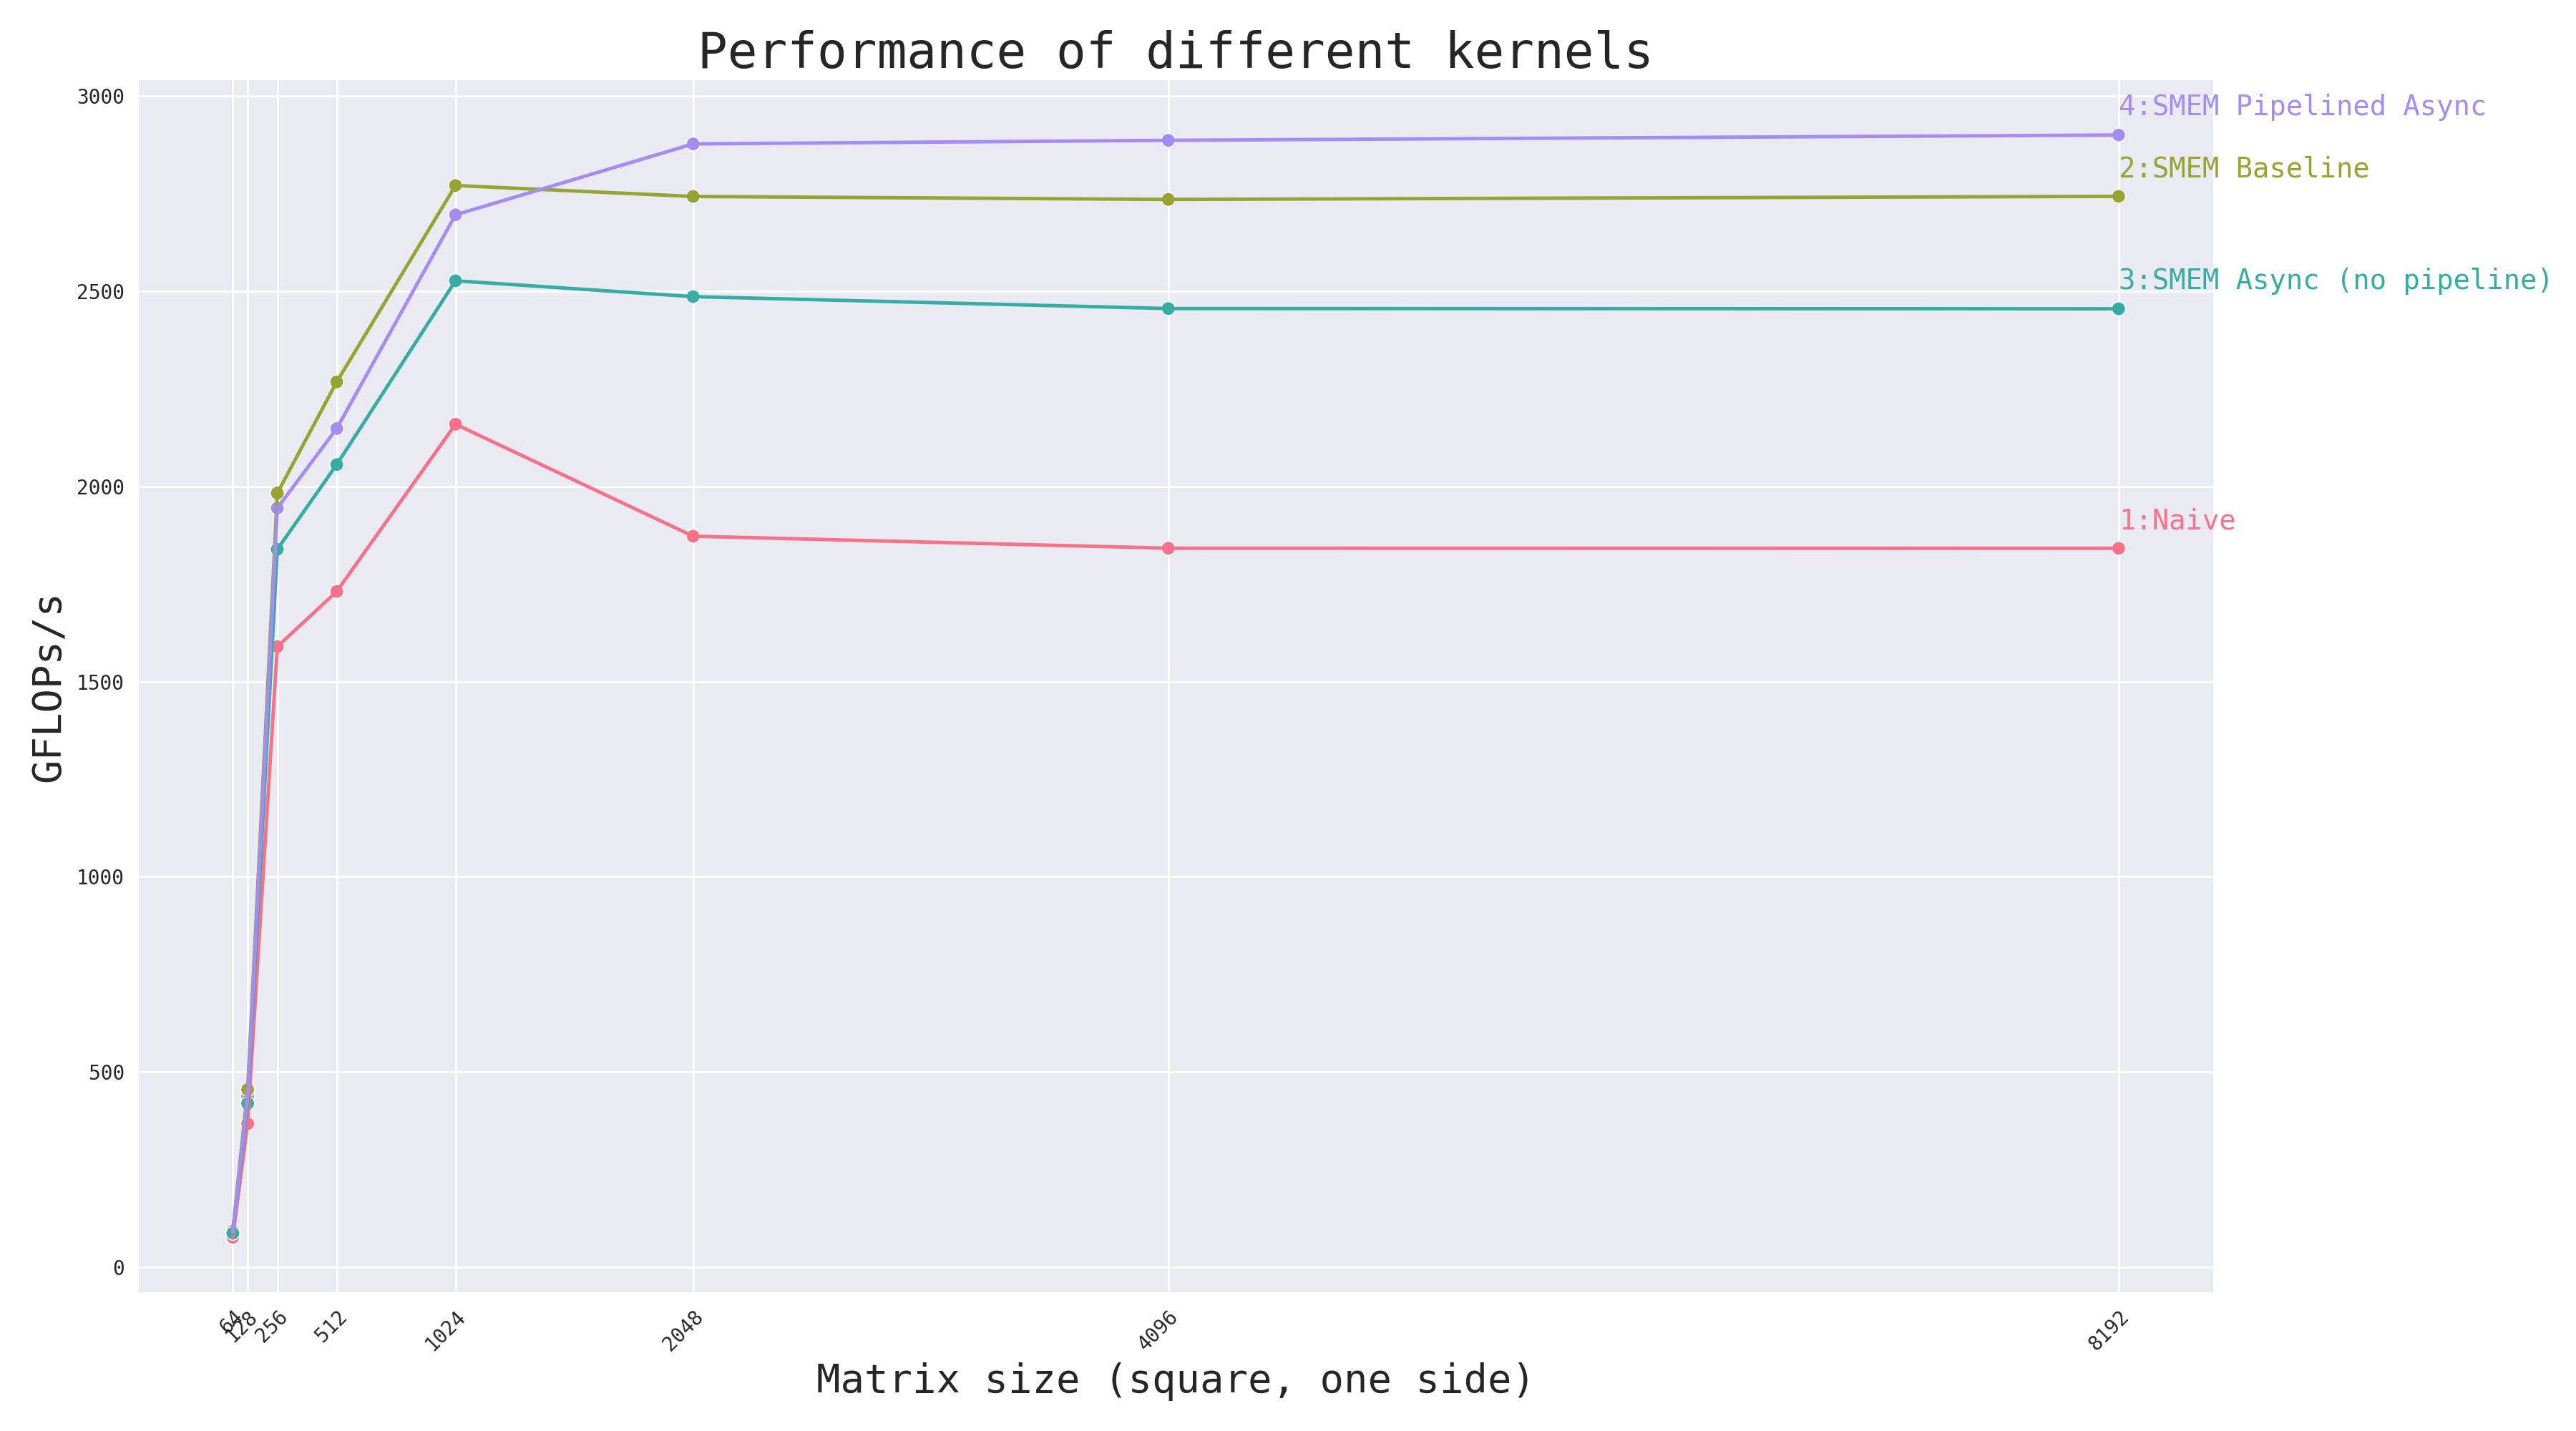 Performance of different kernels
3000
2500
2000
1500
1000
500
0
GFLOPs/s
4:SMEM Pipelined Async
2:SMEM Baseline
3:SMEM Async (no pipeline)
1:Naive
64
128
256
512
1024
2048
4096
8192
Matrix size (square, one side)